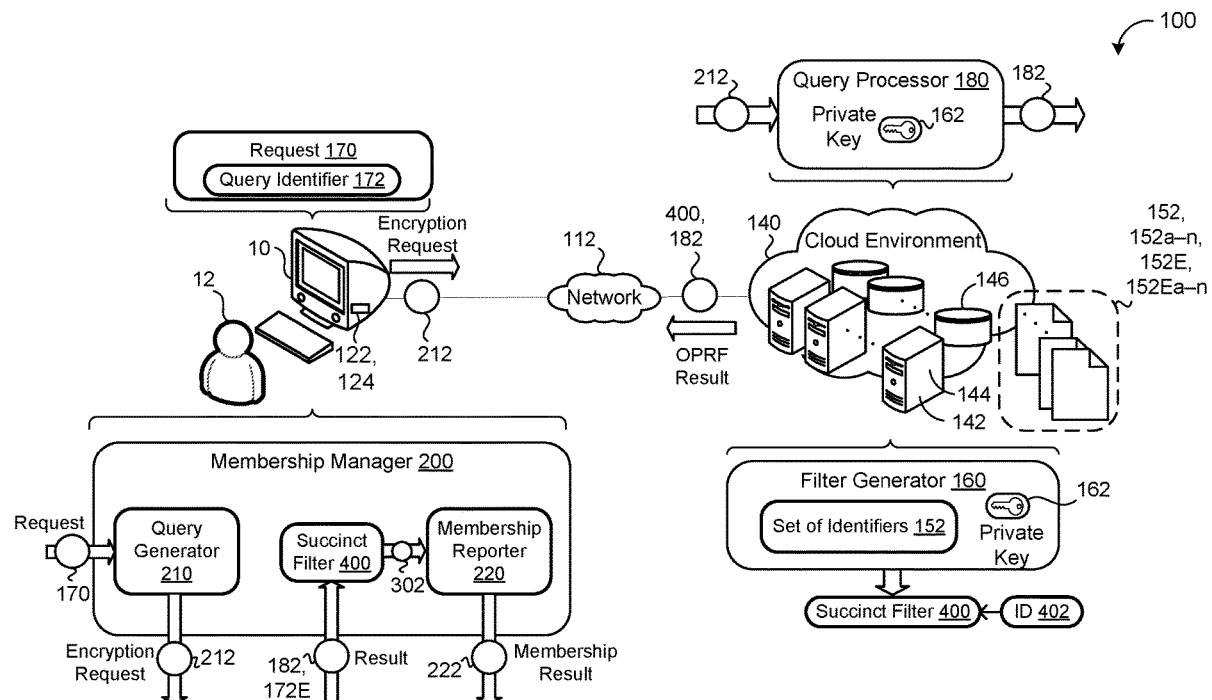 100
212
Query Processor 180
182
Private
Key
162
Request 170
Query Identifier 172
Encryption
Request
10
12
122,
124
212
112
Network
400,
182
OPRF
Result
140
Cloud Environment
146
144
142
152,
152a–n,
152E,
152Ea–n
Membership Manager 200
Request
170
Query
Generator
210
Succinct
Filter 400
302
Membership
Reporter
220
Encryption
Request
212
182,
172E
Result
222
Membership
Result
Filter Generator 160
Set of Identifiers 152
162
Private
Key
Succinct Filter 400
ID 402